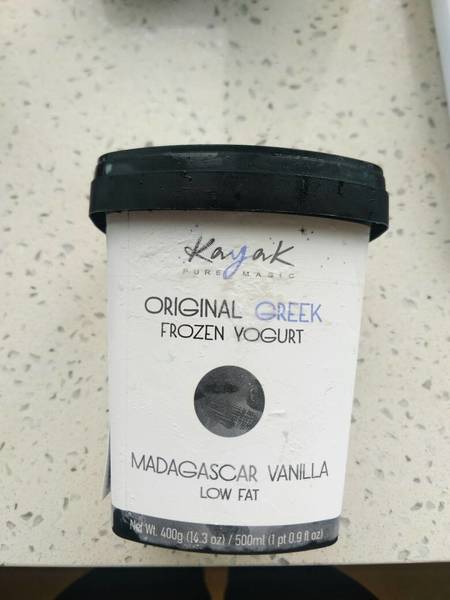 Kayak
PURE MAGIC
ORIGINAL GREEK
FROZEN YOGURT
MADAGASCAR VANILLA
LOW FAT
Net Wt. 400g (14.3 oz) / 500ml (1 pt 0.9 fl oz)